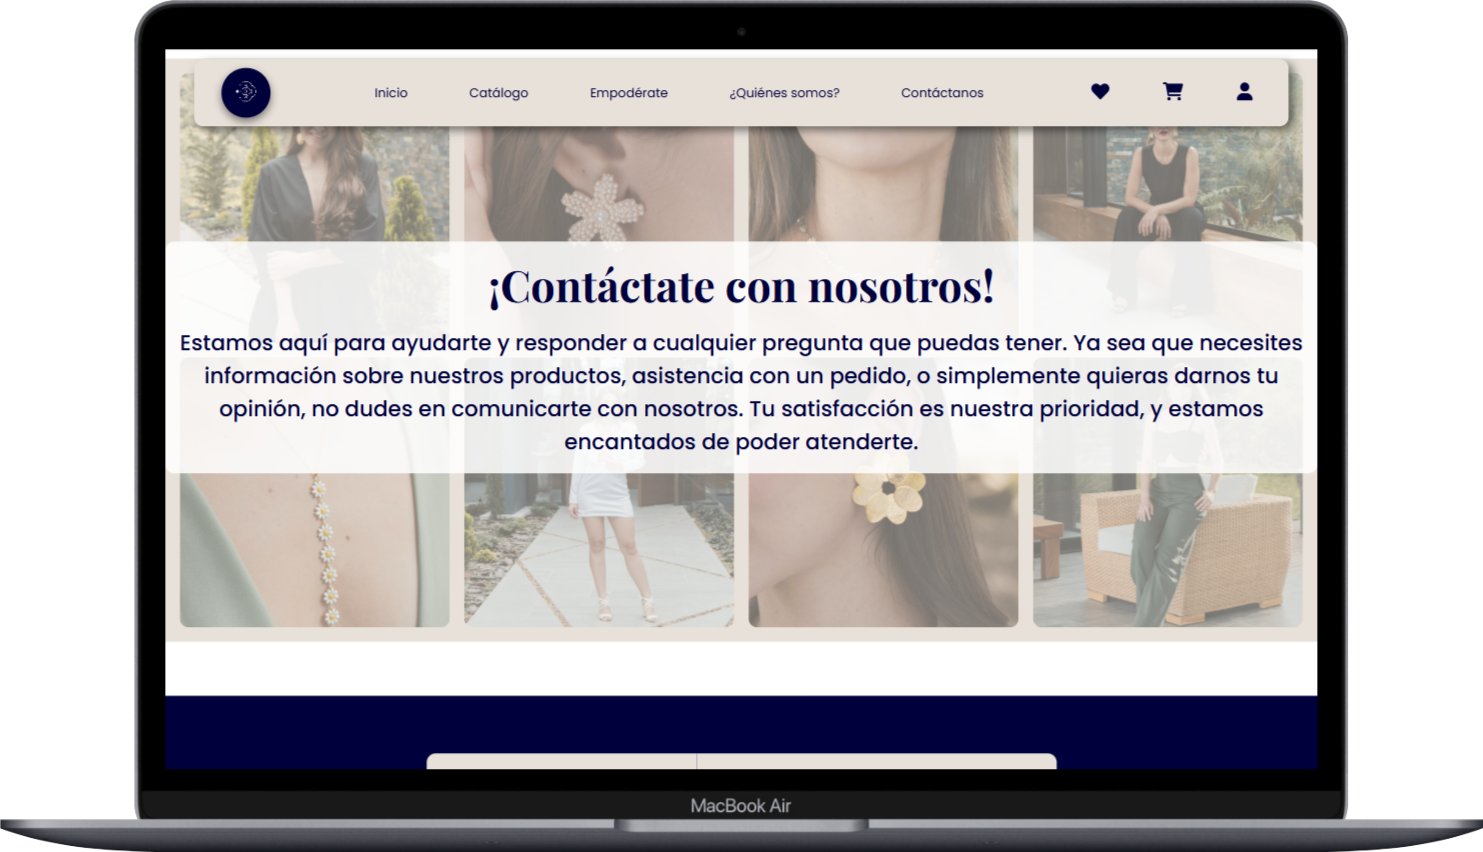 Inicio Catálogo Empodérate ¿Quiénes somos? Contáctanos
¡Contáctate con nosotros!
Estamos aquí para ayudarte y responder a cualquier pregunta que puedas tener. Ya sea que necesites
información sobre nuestros productos, asistencia con un pedido, o simplemente quieras darnos tu
opinión, no dudes en comunicarte con nosotros. Tu satisfacción es nuestra prioridad, y estamos
encantados de poder atenderte.
MacBook Air